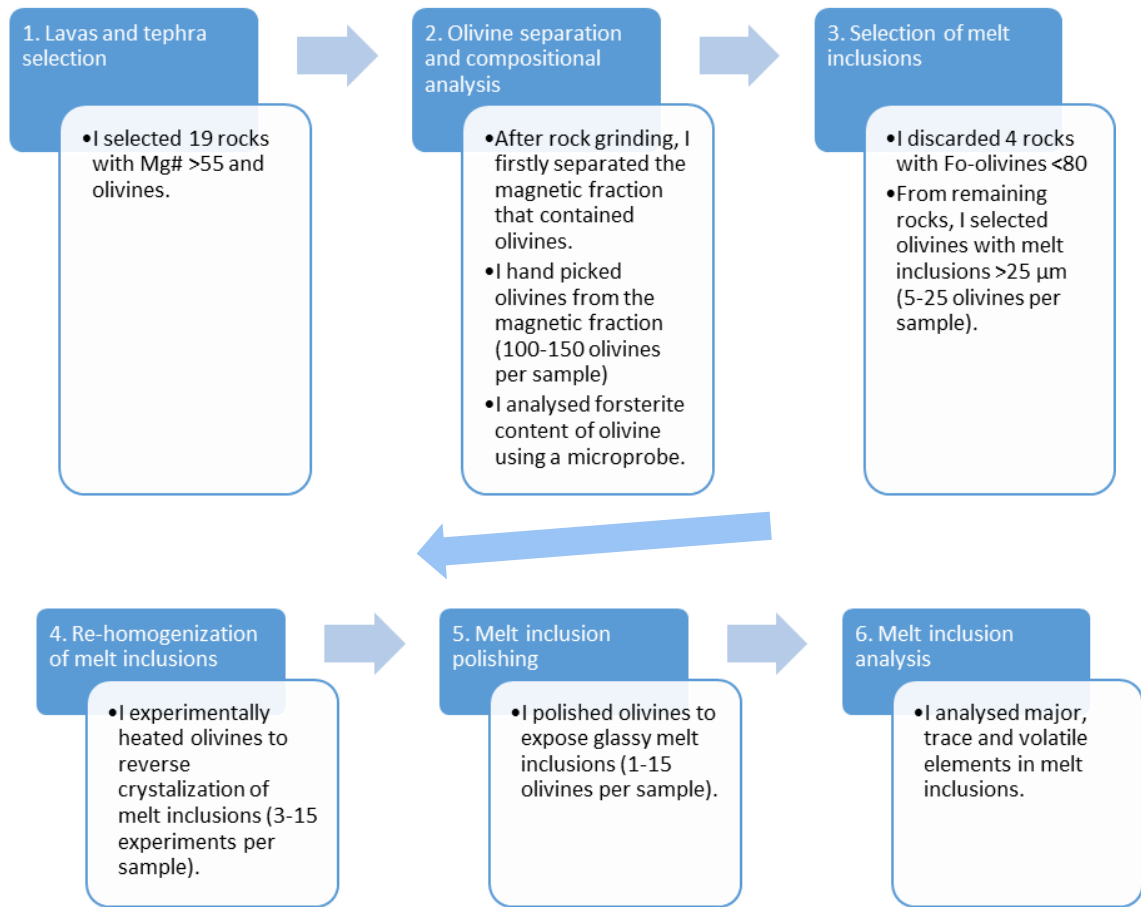 1. Lavas and tephra
selection
•I selected 19 rocks
with Mg# >55 and
olivines.
2. Olivine separation
and compositional
analysis
•After rock grinding, I
firstly separated the
magnetic fraction
that contained
olivines.
•I hand picked
olivines from the
magnetic fraction
(100-150 olivines
per sample)
•I analysed forsterite
content of olivine
using a microprobe.
3. Selection of melt
inclusions
•I discarded 4 rocks
with Fo-olivines <80
•From remaining
rocks, I selected
olivines with melt
inclusions >25 µm
(5-25 olivines per
sample).
4. Re-homogenization
of melt inclusions
•I experimentally
heated olivines to
reverse
crystalization of
melt inclusions (3-15
experiments per
sample).
5. Melt inclusion
polishing
•I polished olivines to
expose glassy melt
inclusions (1-15
olivines per sample).
6. Melt inclusion
analysis
•I analysed major,
trace and volatile
elements in melt
inclusions.